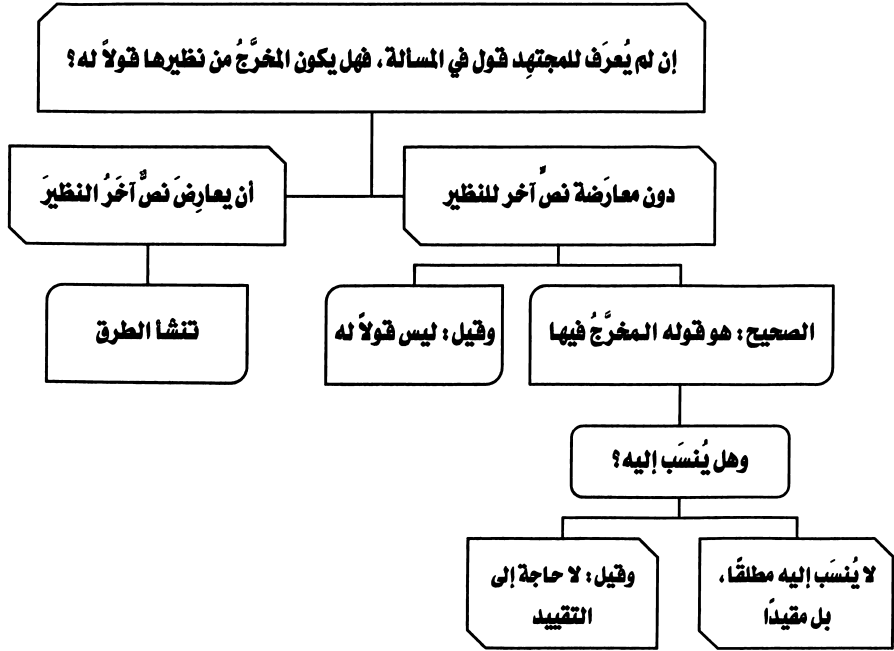 إن لم يُعرَف للمجتهِد قول في المسالة، فهل يكون المخرَّجُ من نظيرها قولاً له؟
دون معارَضة نصٍّ آخر للنظير
أن يعارِضَ نصٌّ آخَرُ النظيرَ
الصحيح: هو قوله المخرَّجُ فيها
وقيل: ليس قولاً له
تنشأ الطرق
وهل يُنسَب إليه؟
لا يُنسَب إليه مطلقًا،
بل مقيدًا
وقيل: لا حاجة إلى
التقييد